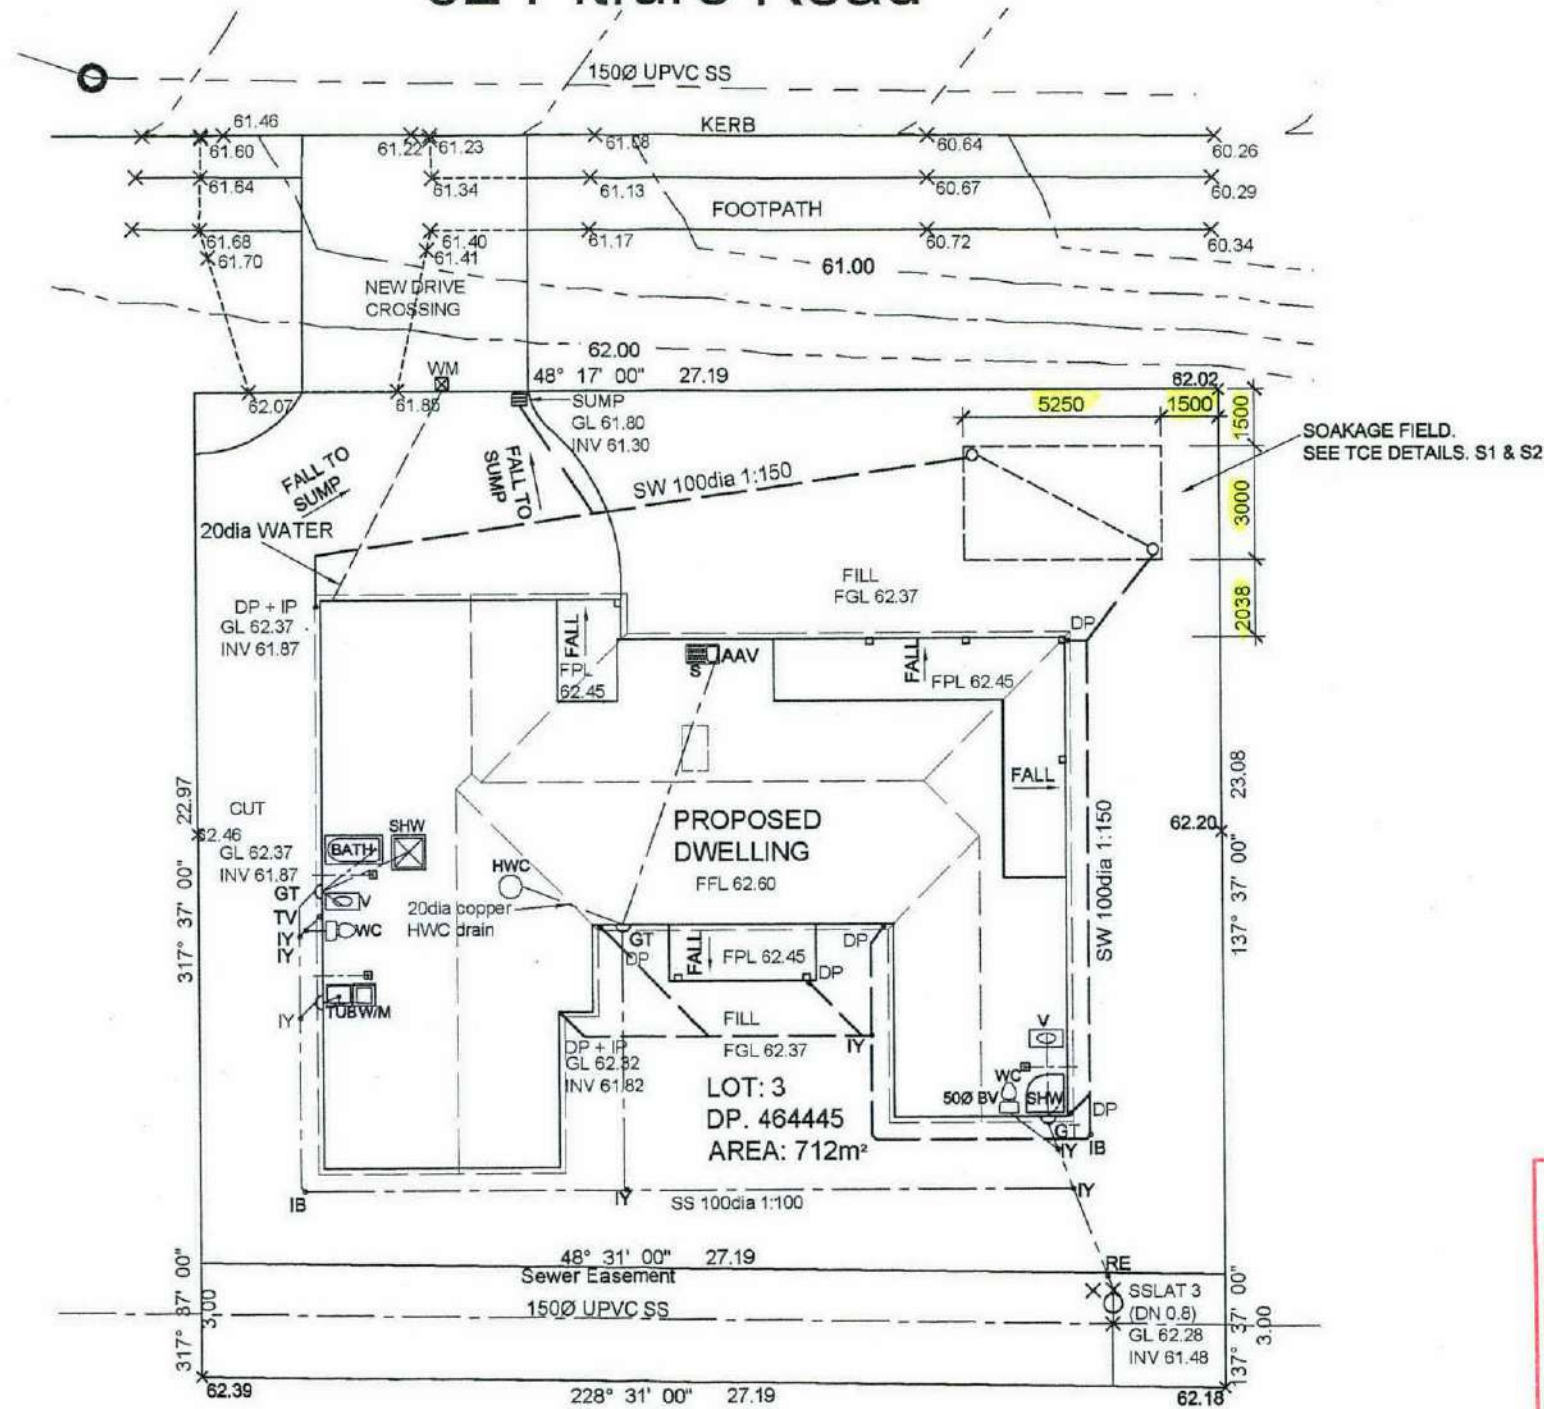 150Ø UPVC SS
KERB
61.46
61.60
61.22
61.23
61.08
60.64
60.26
61.64
61.34
61.13
60.67
60.29
FOOTPATH
61.68
61.40
61.17
60.72
60.34
61.70
61.41
61.00
NEW DRIVE
CROSSING
62.00
WM
48° 17' 00" 27.19
62.02
62.07
61.85
SUMP
GL 61.80
INV 61.30
5250
1500
1500
3000
2038
SOAKAGE FIELD.
SEE TCE DETAILS. S1 & S2
FALL TO
SUMP
FALL TO
SUMP
SW 100dia 1:150
20dia WATER
FILL
FGL 62.37
DP + IP
GL 62.37
INV 61.87
DP
FALL
FPL
62.45
S
AAV
FALL
FPL 62.45
FALL
22.97
317° 37' 00"
CUT
62.46
GL 62.37
INV 61.87
BATH
SHW
HWC
GT
V
TV
WC
IY
IY
20dia copper
HWC drain
PROPOSED
DWELLING
FFL 62.60
SW 100dia 1:150
23.08
137° 37' 00"
62.20
GT
DP
FALL
FPL 62.45
DP
DP
IY
TUB
W/M
FILL
FGL 62.37
IY
DP + IP
GL 62.32
INV 61.82
LOT: 3
DP. 464445
AREA: 712m²
V
WC
50Ø BV
SHW
DP
GT
IY
IB
IB
IY
SS 100dia 1:100
IY
48° 31' 00" 27.19
Sewer Easement
150Ø UPVC SS
RE
SSLAT 3
(DN 0.8)
GL 62.28
INV 61.48
317° 37' 00"
3.00
137° 37' 00"
3.00
62.39
228° 31' 00" 27.19
62.18